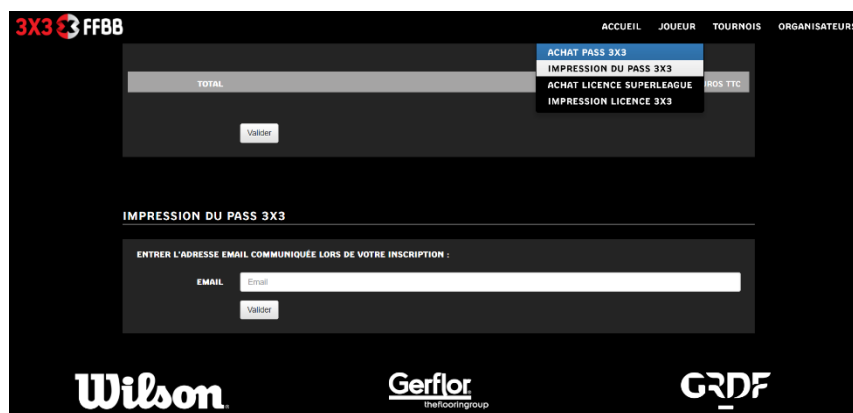 3X3 FFBB
ACCUEIL JOUEUR TOURNOIS ORGANISATEURS
ACHAT PASS 3X3
IMPRESSION DU PASS 3X3
ACHAT LICENCE SUPERLEAGUE
IMPRESSION LICENCE 3X3
TOTAL ROS TTC
Valider
IMPRESSION DU PASS 3X3
ENTRER L'ADRESSE EMAIL COMMUNIQUÉE LORS DE VOTRE INSCRIPTION :
EMAIL Email
Valider
Wilson.
Gerflor.
theflooringgroup
GRDF